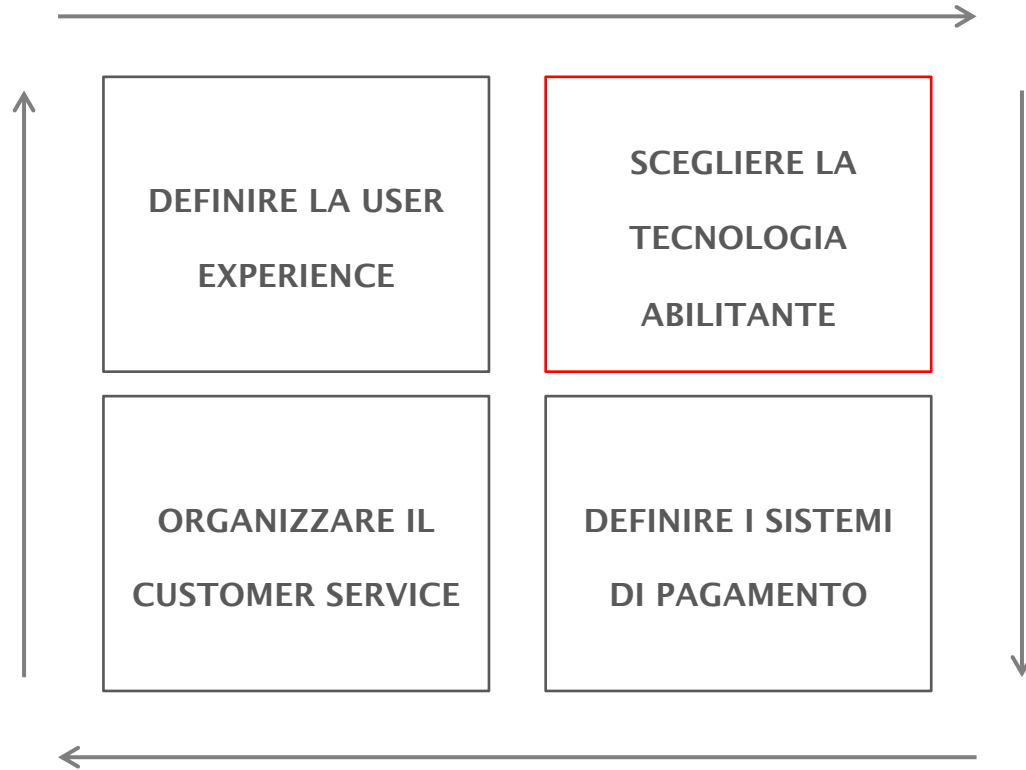 DEFINIRE LA USER
EXPERIENCE
SCEGLIERE LA
TECNOLOGIA
ABILITANTE
ORGANIZZARE IL
CUSTOMER SERVICE
DEFINIRE I SISTEMI
DI PAGAMENTO